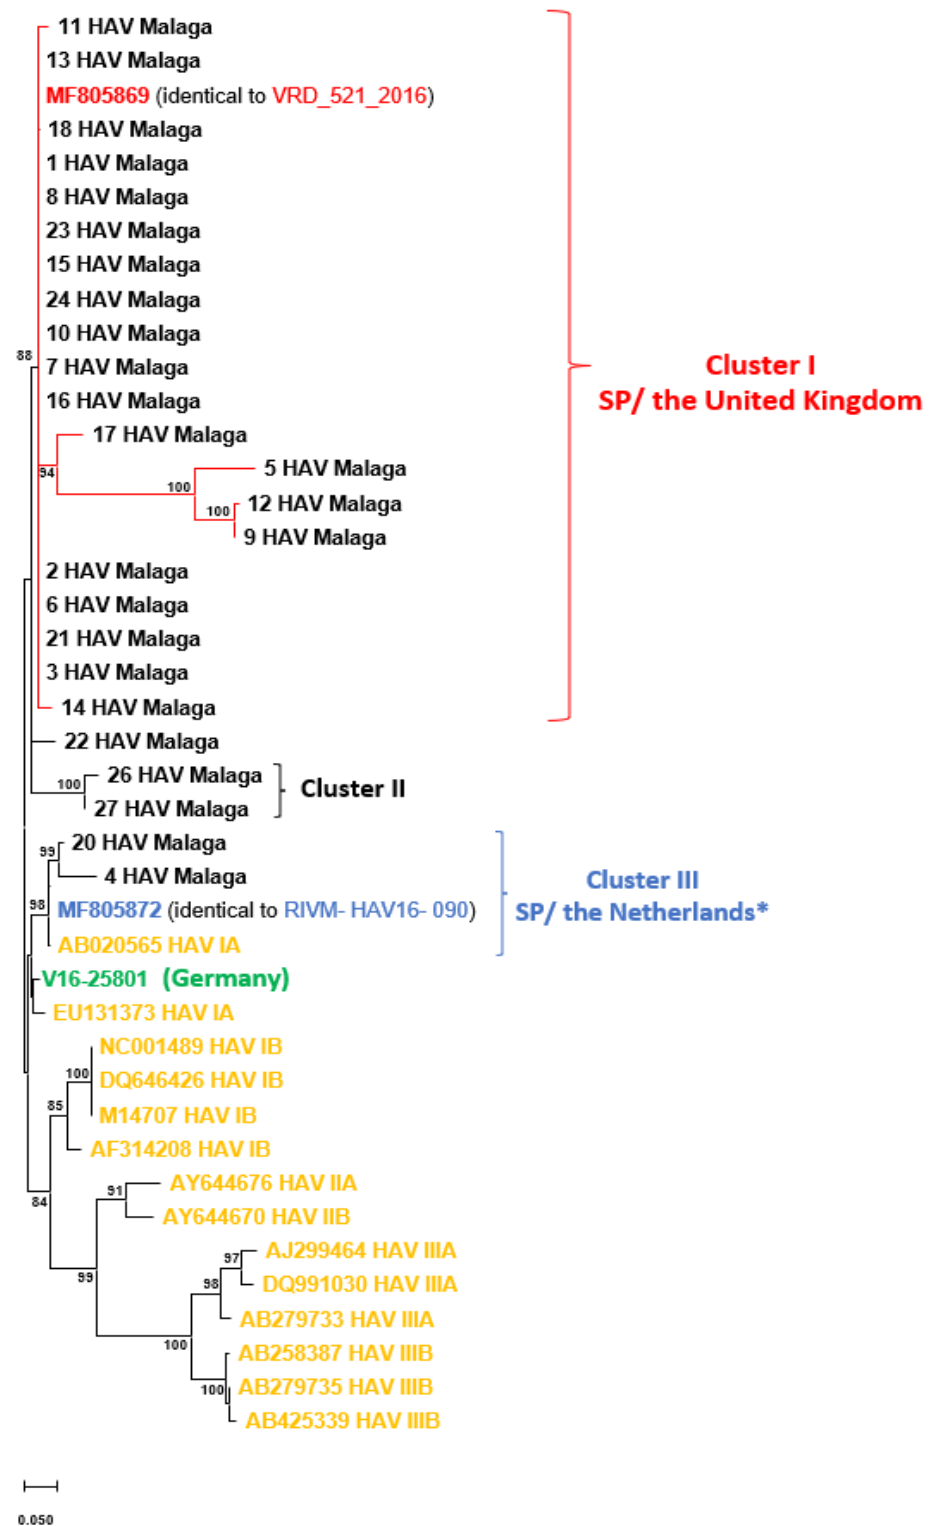 11 HAV Malaga
13 HAV Malaga
MF805869 (identical to VRD_521_2016)
18 HAV Malaga
1 HAV Malaga
8 HAV Malaga
23 HAV Malaga
15 HAV Malaga
24 HAV Malaga
10 HAV Malaga
88
7 HAV Malaga
Cluster I
SP/ the United Kingdom
16 HAV Malaga
17 HAV Malaga
94
5 HAV Malaga
100
12 HAV Malaga
100
9 HAV Malaga
2 HAV Malaga
6 HAV Malaga
21 HAV Malaga
3 HAV Malaga
14 HAV Malaga
22 HAV Malaga
26 HAV Malaga
100
Cluster II
27 HAV Malaga
20 HAV Malaga
99
4 HAV Malaga
Cluster III
SP/ the Netherlands*
98
MF805872 (identical to RIVM- HAV16- 090)
AB020565 HAV IA
V16-25801 (Germany)
EU131373 HAV IA
NC001489 HAV IB
100
DQ646426 HAV IB
85
M14707 HAV IB
AF314208 HAV IB
84
AY644676 HAV IIA
91
AY644670 HAV IIB
99
AJ299464 HAV IIIA
97
DQ991030 HAV IIIA
98
AB279733 HAV IIIA
100
AB258387 HAV IIIB
AB279735 HAV IIIB
100
AB425339 HAV IIIB
0.050